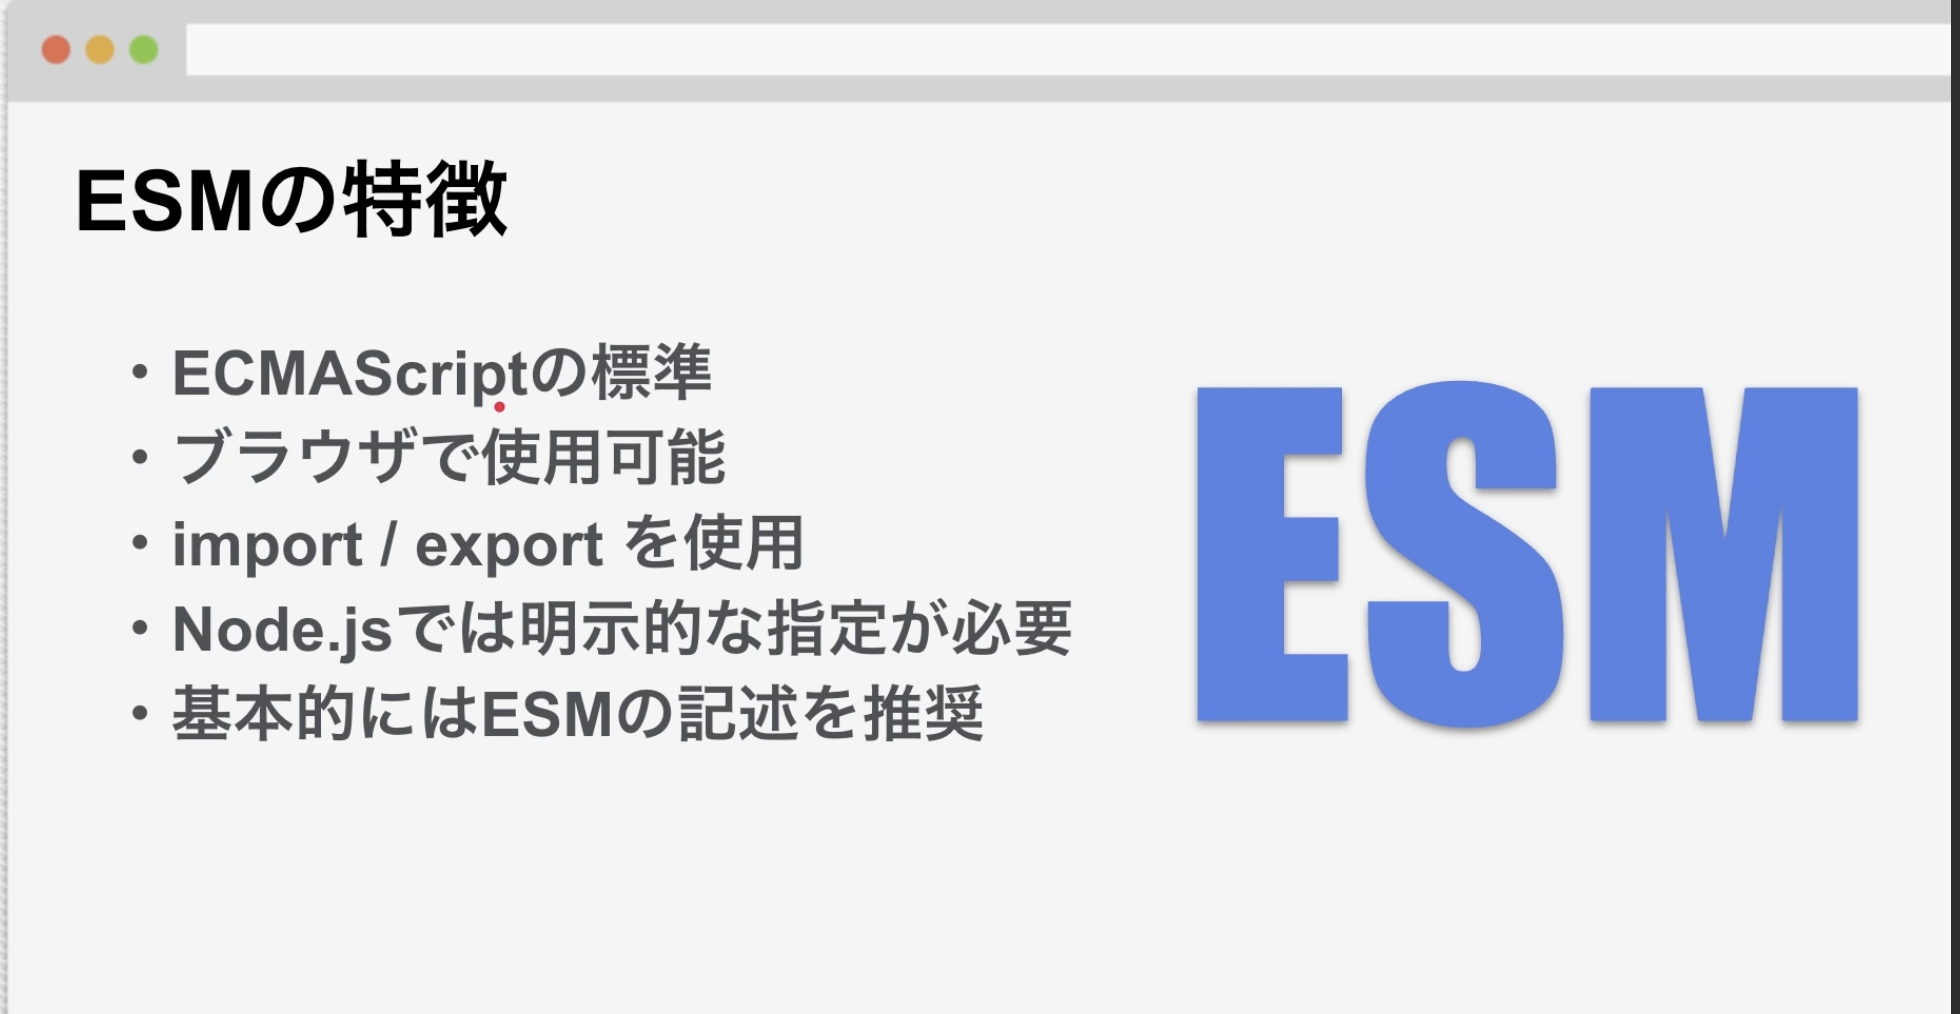 ESMの特徴
・ECMAScriptの標準
・ブラウザで使用可能
・import / export を使用
・Node.jsでは明示的な指定が必要
・基本的にはESMの記述を推奨
ESM